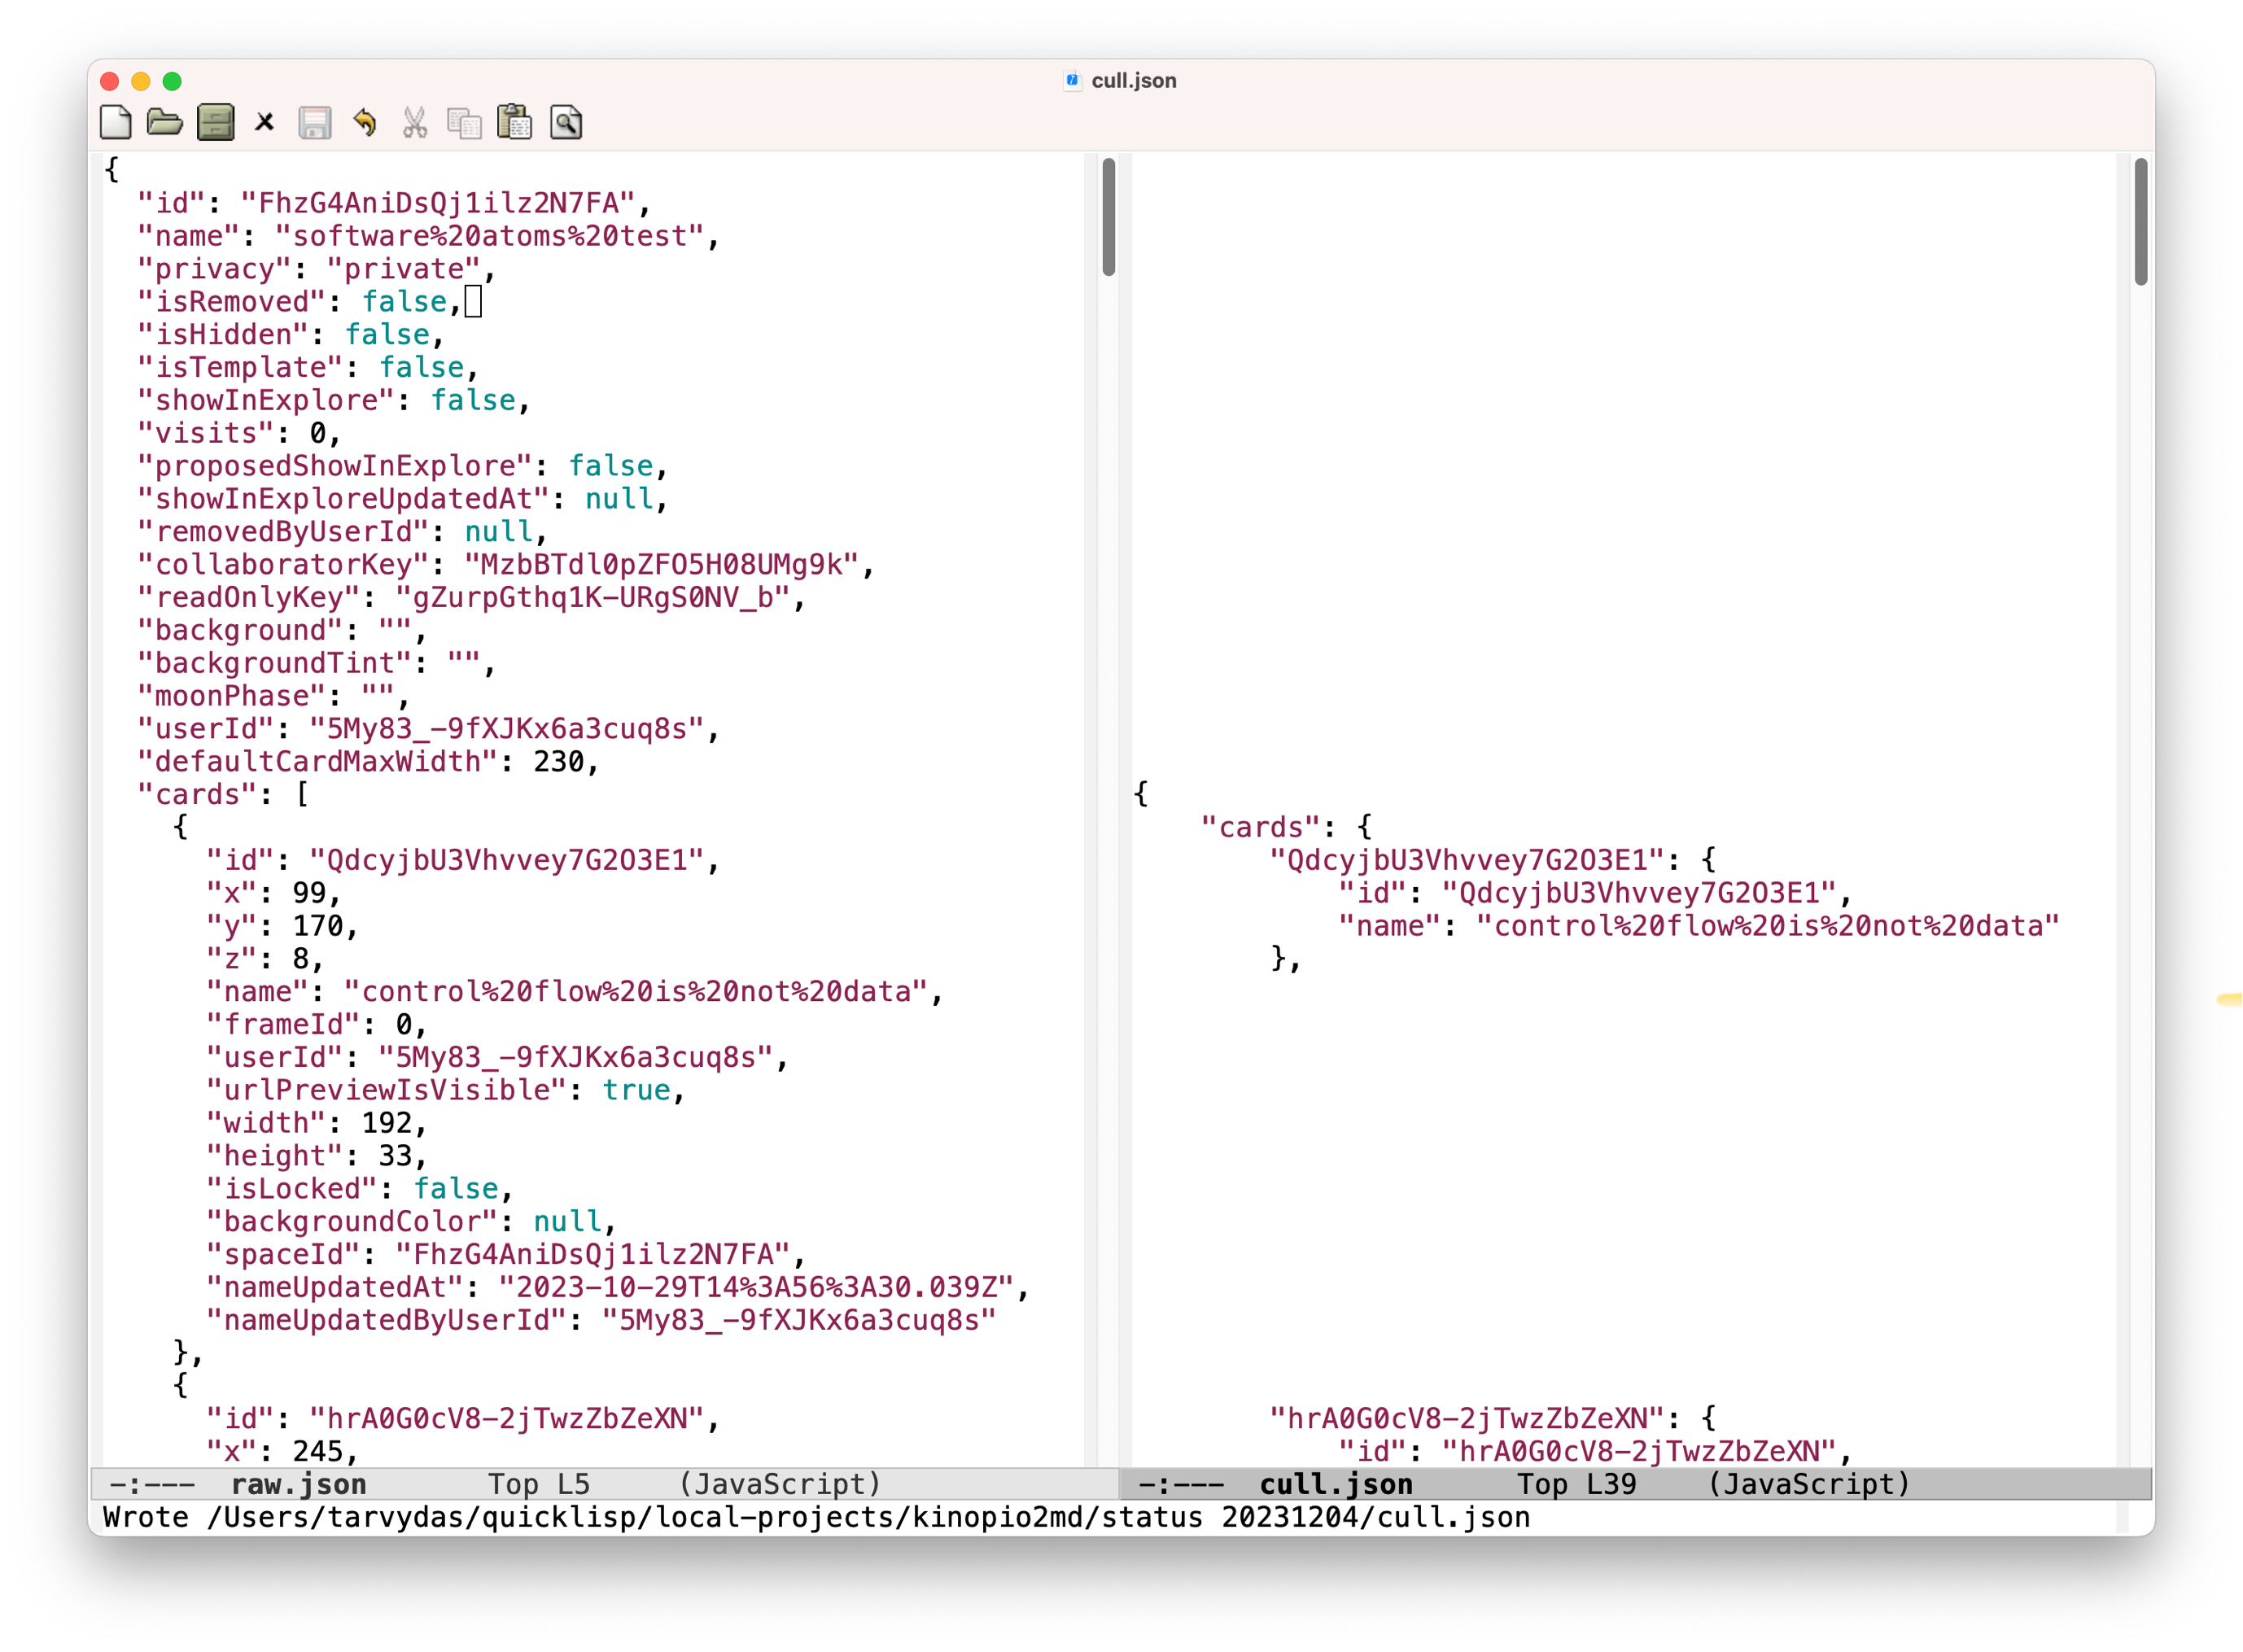 cull.json
{
"id": "FhzG4AniDsQj1ilz2N7FA",
"name": "software%20atoms%20test",
"privacy": "private",
"isRemoved": false,
"isHidden": false,
"isTemplate": false,
"showInExplore": false,
"visits": 0,
"proposedShowInExplore": false,
"showInExploreUpdatedAt": null,
"removedByUserId": null,
"collaboratorKey": "MzbBTdl0pZFO5H08UMg9k",
"readOnlyKey": "gZurpGthq1K-URgS0NV_b",
"background": "",
"backgroundTint": "",
"moonPhase": "",
"userId": "5My83_-9fXJKx6a3cuq8s",
"defaultCardMaxWidth": 230,
"cards": [
{
"id": "QdcyjbU3Vhvvey7G2O3E1",
"x": 99,
"y": 170,
"z": 8,
"name": "control%20flow%20is%20not%20data",
"frameId": 0,
"userId": "5My83_-9fXJKx6a3cuq8s",
"urlPreviewIsVisible": true,
"width": 192,
"height": 33,
"isLocked": false,
"backgroundColor": null,
"spaceId": "FhzG4AniDsQj1ilz2N7FA",
"nameUpdatedAt": "2023-10-29T14%3A56%3A30.039Z",
"nameUpdatedByUserId": "5My83_-9fXJKx6a3cuq8s"
},
{
"id": "hrA0G0cV8-2jTwzZbZeXN",
"x": 245,
-:--- raw.json Top L5 (JavaScript)
{
"cards": {
"QdcyjbU3Vhvvey7G2O3E1": {
"id": "QdcyjbU3Vhvvey7G2O3E1",
"name": "control%20flow%20is%20not%20data"
},
"hrA0G0cV8-2jTwzZbZeXN": {
"id": "hrA0G0cV8-2jTwzZbZeXN",
-:--- cull.json Top L39 (JavaScript)
Wrote /Users/tarvydas/quicklisp/local-projects/kinopio2md/status 20231204/cull.json